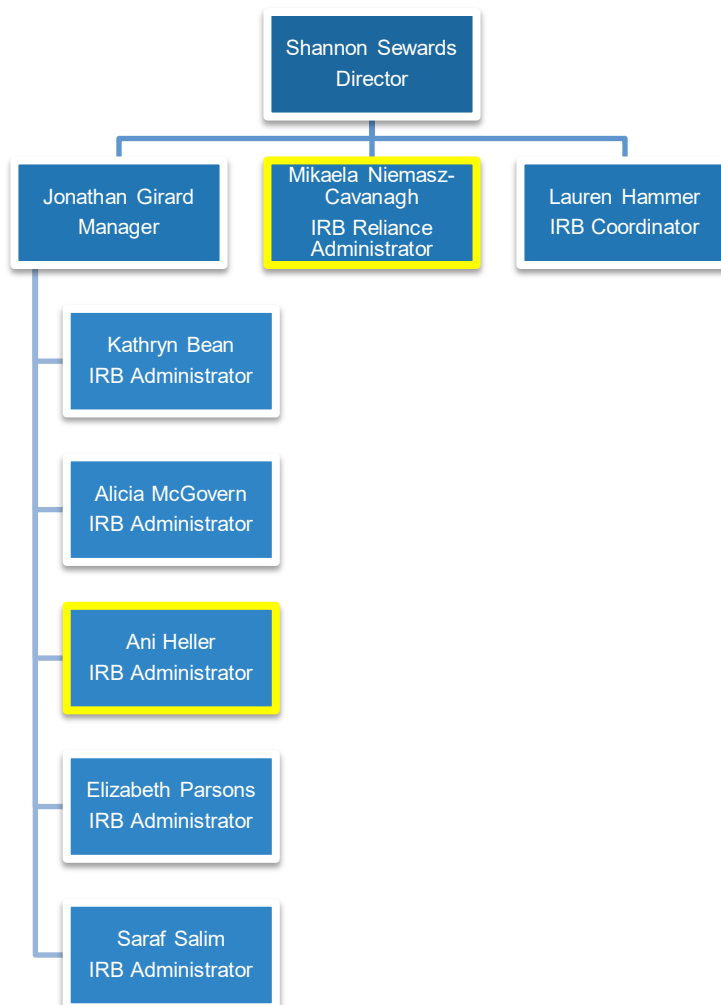 Shannon Sewards
Director
Jonathan Girard
Manager
Mikaela Niemasz-
Cavanagh
IRB Reliance
Administrator
Lauren Hammer
IRB Coordinator
Kathryn Bean
IRB Administrator
Alicia McGovern
IRB Administrator
Ani Heller
IRB Administrator
Elizabeth Parsons
IRB Administrator
Saraf Salim
IRB Administrator